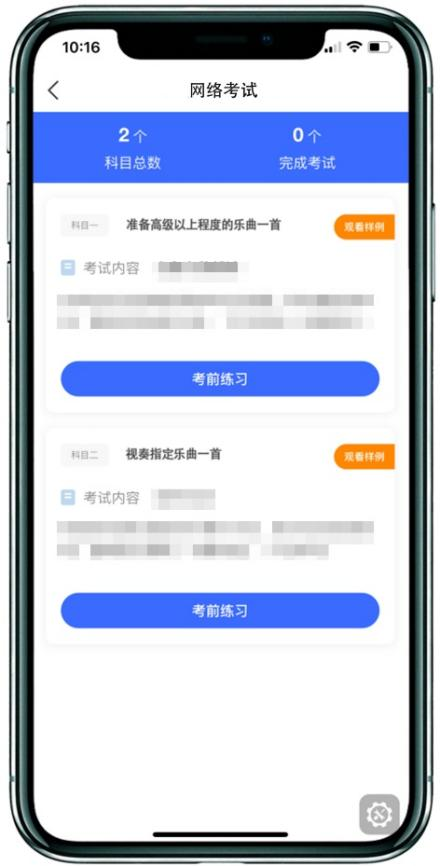 10:16
网络考试
2个
0个
科目总数
完成考试
科目一
准备高级以上程度的乐曲一首
观看样例
考试内容
考前练习
科目二
视奏指定乐曲一首
观看样例
考试内容
考前练习